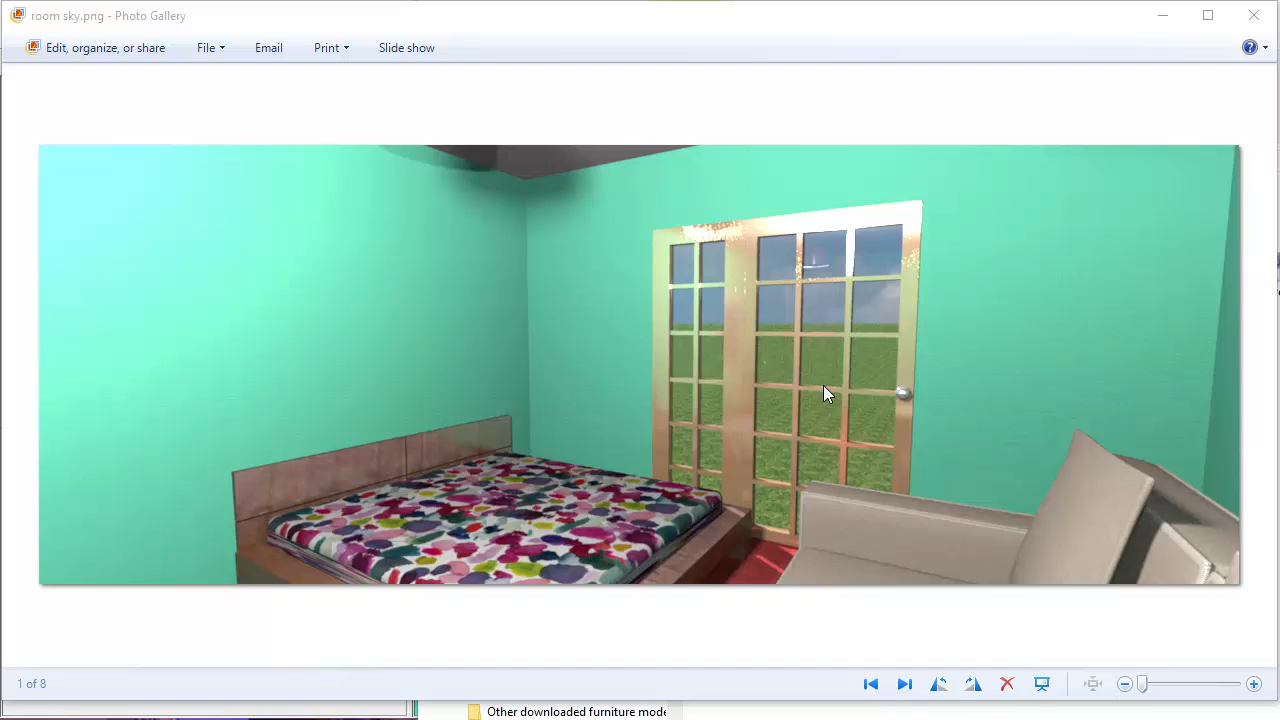 room sky.png - Photo Gallery
Edit, organize, or share File Email Print Slide show
1 of 8
Other downloaded furniture mode